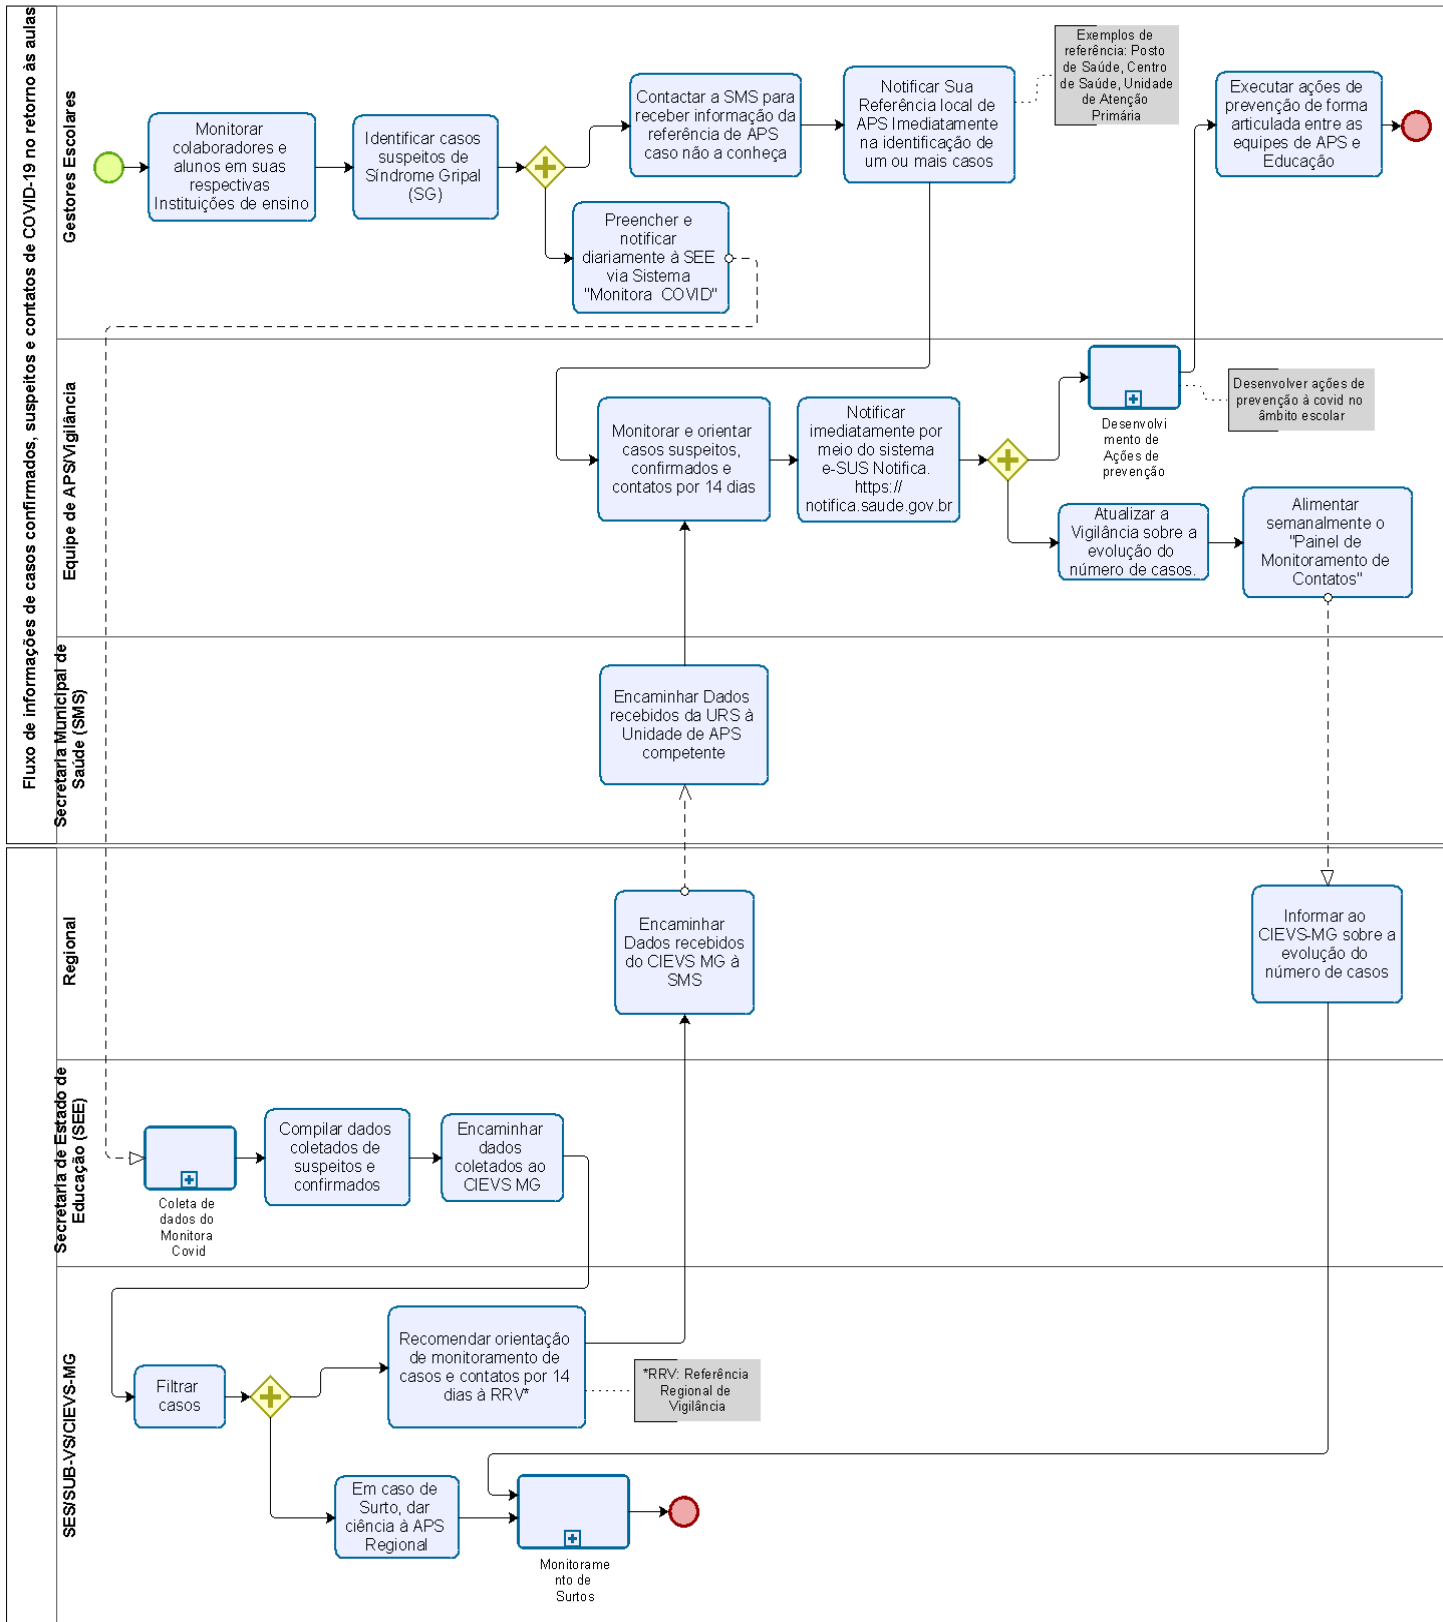 Fluxo de informações de casos confirmados, suspeitos e contatos de COVID-19 no retorno às aulas
Gestores Escolares
Monitorar
colaboradores e
alunos em suas
respectivas
Instituições de ensino
Identificar casos
suspeitos de
Síndrome Gripal
(SG)
Contactar a SMS para
receber informação da
referência de APS
caso não a conheça
Notificar Sua
Referência local de
APS Imediatamente
na identificação de
um ou mais casos
Exemplos de
referência: Posto
de Saúde, Centro
de Saúde, Unidade
de Atenção
Primária
Executar ações de
prevenção de forma
articulada entre as
equipes de APS e
Educação
Preencher e
notificar
diariamente à SEE
via Sistema
"Monitora COVID"
Equipe de APS/Vigilância
Monitorar e orientar
casos suspeitos,
confirmados e
contatos por 14 dias
Notificar
imediatamente por
meio do sistema
e-SUS Notifica.
https://
notifica.saude.gov.br
Desenvolvi
mento de
Ações de
prevenção
Desenvolver ações de
prevenção à covid no
âmbito escolar
Atualizar a
Vigilância sobre a
evolução do
número de casos.
Alimentar
semanalmente o
"Painel de
Monitoramento de
Contatos"
Secretaria Municipal de
Saúde (SMS)
Encaminhar Dados
recebidos da URS à
Unidade de APS
competente
Regional
Encaminhar
Dados recebidos
do CIEVS MG à
SMS
Informar ao
CIEVS-MG sobre a
evolução do
número de casos
Secretaria de Estado de
Educação (SEE)
Coleta de
dados do
Monitora
Covid
Compilar dados
coletados de
suspeitos e
confirmados
Encaminhar
dados
coletados ao
CIEVS MG
SES/SUB-VS/CIEVS-MG
Filtrar
casos
Recomendar orientação
de monitoramento de
casos e contatos por 14
dias à RRV*
*RRV: Referência
Regional de
Vigilância
Em caso de
Surto, dar
ciência à APS
Regional
Monitorame
nto de
Surtos